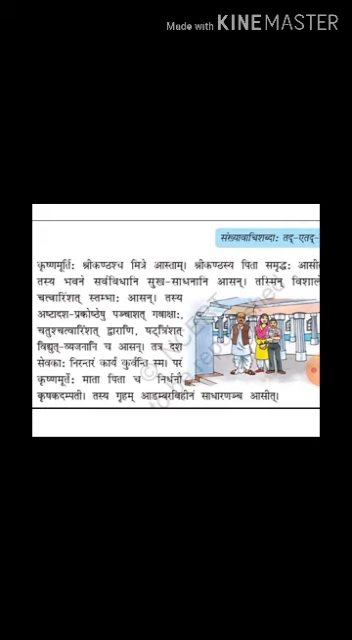 Made with KINEMASTER
संख्यावाचिशब्दाः तद्-एतद्-
कृष्णमूर्तिः श्रीकण्ठश्च मित्रे आस्ताम्। श्रीकण्ठस्य पिता समृद्धः आसीत्
तस्य भवने सर्वविधानि सुख-साधनानि आसन्। तस्मिन् विशाले
चत्वारिंशत् स्तम्भाः आसन्। तस्य
अष्टादश-प्रकोष्ठेषु पञ्चाशत् गवाक्षाः,
चतुश्चत्वारिंशत् द्वाराणि, षट्त्रिंशत्
विद्युत्-व्यजनानि च आसन्। तत्र दश
सेवकाः निरन्तरं कार्यं कुर्वन्ति स्म। परं
कृष्णमूर्तेः माता पिता च निर्धनौ
कृषकदम्पती। तस्य गृहम् आडम्बरविहीनं साधारणञ्च आसीत्।